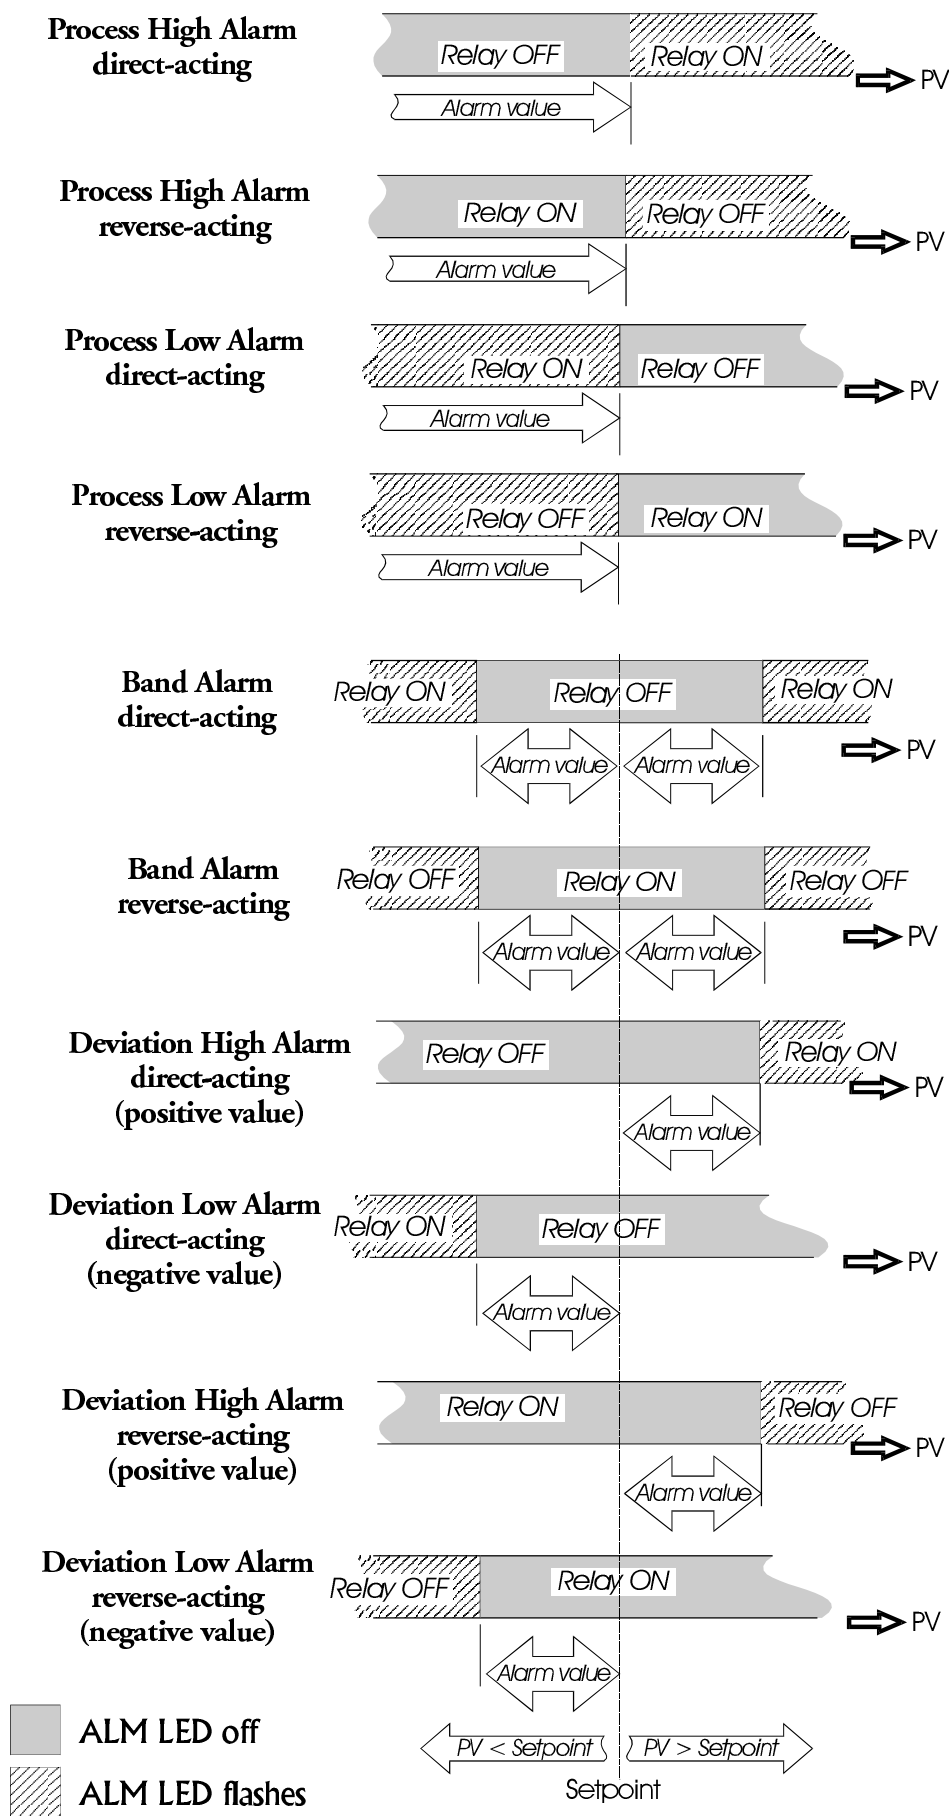 Process High Alarm
direct-acting
Relay OFF
Relay ON
PV
Alarm value
Process High Alarm
reverse-acting
Relay ON
Relay OFF
PV
Alarm value
Process Low Alarm
direct-acting
Relay ON
Relay OFF
PV
Alarm value
Process Low Alarm
reverse-acting
Relay OFF
Relay ON
PV
Alarm value
Band Alarm
direct-acting
Relay ON
Relay OFF
Relay ON
PV
Alarm value
Alarm value
Band Alarm
reverse-acting
Relay OFF
Relay ON
Relay OFF
PV
Alarm value
Alarm value
Deviation High Alarm
direct-acting
(positive value)
Relay OFF
Relay ON
PV
Alarm value
Deviation Low Alarm
direct-acting
(negative value)
Relay ON
Relay OFF
PV
Alarm value
Deviation High Alarm
reverse-acting
(positive value)
Relay ON
Relay OFF
PV
Alarm value
Deviation Low Alarm
reverse-acting
(negative value)
Relay OFF
Relay ON
PV
Alarm value
ALM LED off
ALM LED flashes
PV < Setpoint
PV > Setpoint
Setpoint